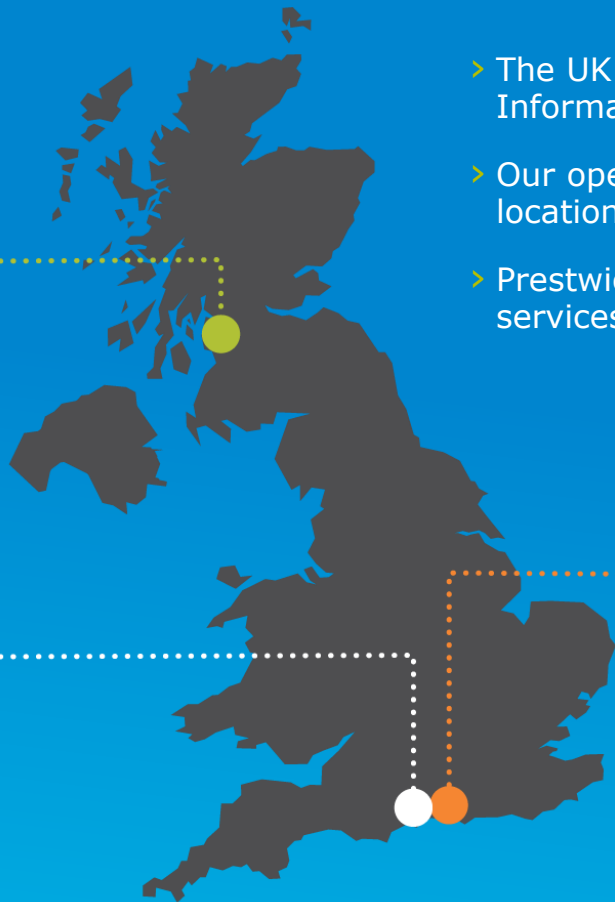 › The UK
Informa
› Our ope
location
› Prestwic
services